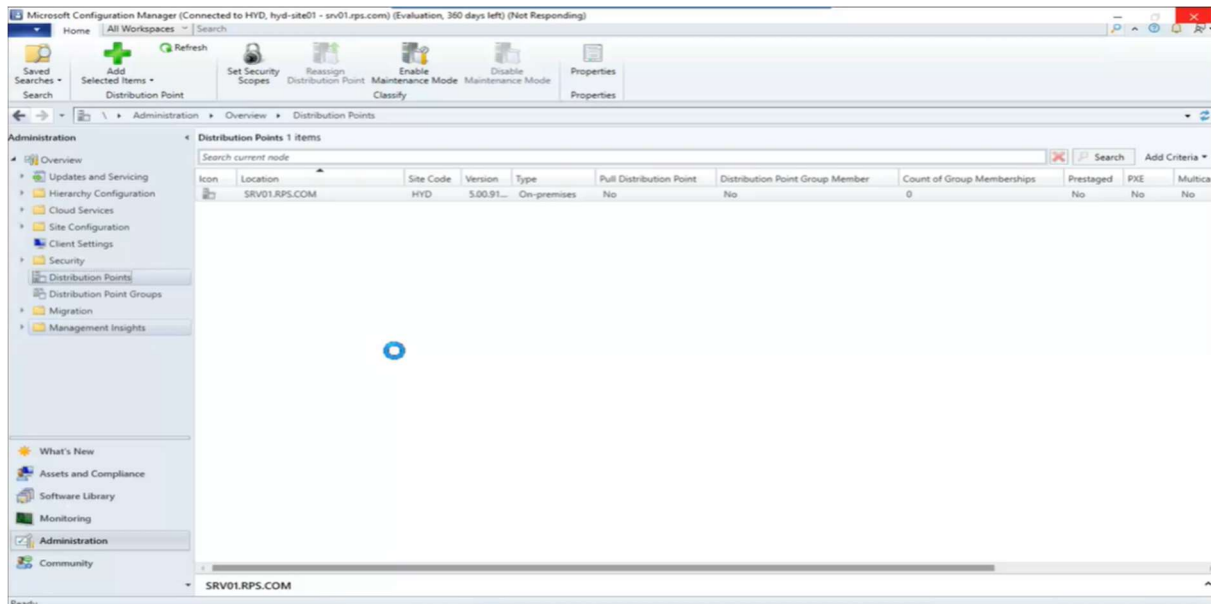 Microsoft Configuration Manager (Connected to HYD, hyd-site01 - srv01.rps.com) (Evaluation, 360 days left) (Not Responding)
Home All Workspaces Search
Saved Searches
Search
Add Selected Items
Refresh
Distribution Point
Set Security Scopes
Reassign Distribution Point
Enable Maintenance Mode
Disable Maintenance Mode
Classify
Properties
Properties
\ Administration Overview Distribution Points
Administration
Overview
Updates and Servicing
Hierarchy Configuration
Cloud Services
Site Configuration
Client Settings
Security
Distribution Points
Distribution Point Groups
Migration
Management Insights
What's New
Assets and Compliance
Software Library
Monitoring
Administration
Community
Distribution Points 1 items
Search current node Search Add Criteria
Icon Location Site Code Version Type Pull Distribution Point Distribution Point Group Member Count of Group Memberships Prestaged PXE Multica
SRV01.RPS.COM HYD 5.00.91... On-premises No No 0 No No No
SRV01.RPS.COM
Ready